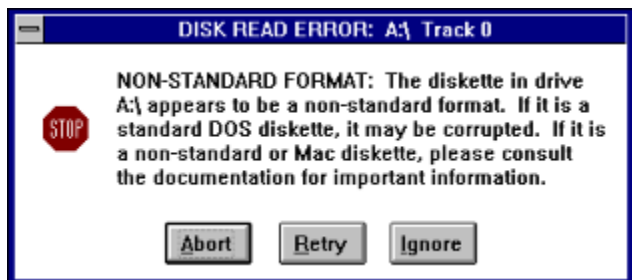 DISK READ ERROR: A:\ Track 0
NON-STANDARD FORMAT: The diskette in drive
A:\ appears to be a non-standard format. If it is a
STOP
standard DOS diskette, it may be corrupted. If it is
a non-standard or Mac diskette, please consult
the documentation for important information.
Abort
Retry
Ignore